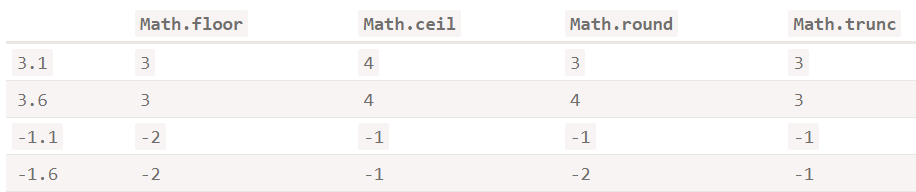 Math.floor Math.ceil Math.round Math.trunc
3.1 3 4 3 3
3.6 3 4 4 3
-1.1 -2 -1 -1 -1
-1.6 -2 -1 -2 -1